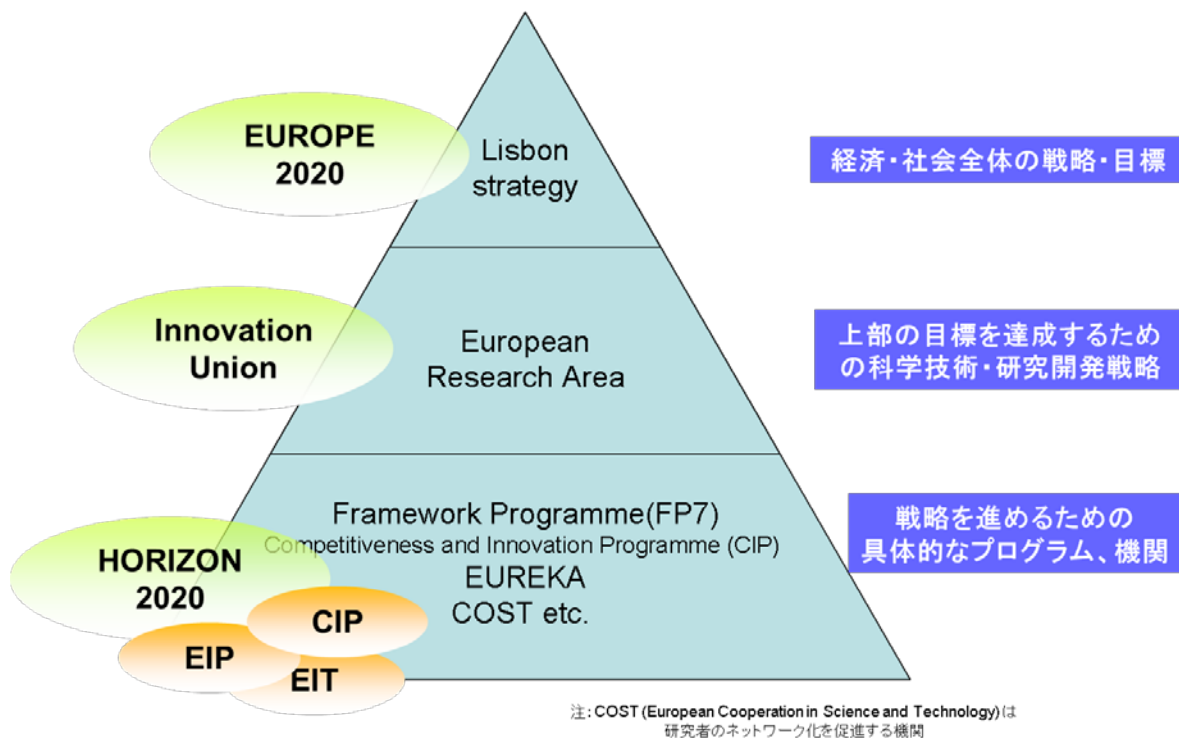 EUROPE
2020
Lisbon
strategy
経済・社会全体の戦略・目標
Innovation
Union
European
Research Area
上部の目標を達成するため
の科学技術・研究開発戦略
Framework Programme(FP7)
Competitiveness and Innovation Programme (CIP)
EUREKA
COST etc.
戦略を進めるための
具体的なプログラム、機関
HORIZON
2020
CIP
EIP
EIT
注: COST (European Cooperation in Science and Technology)は
研究者のネットワーク化を促進する機関